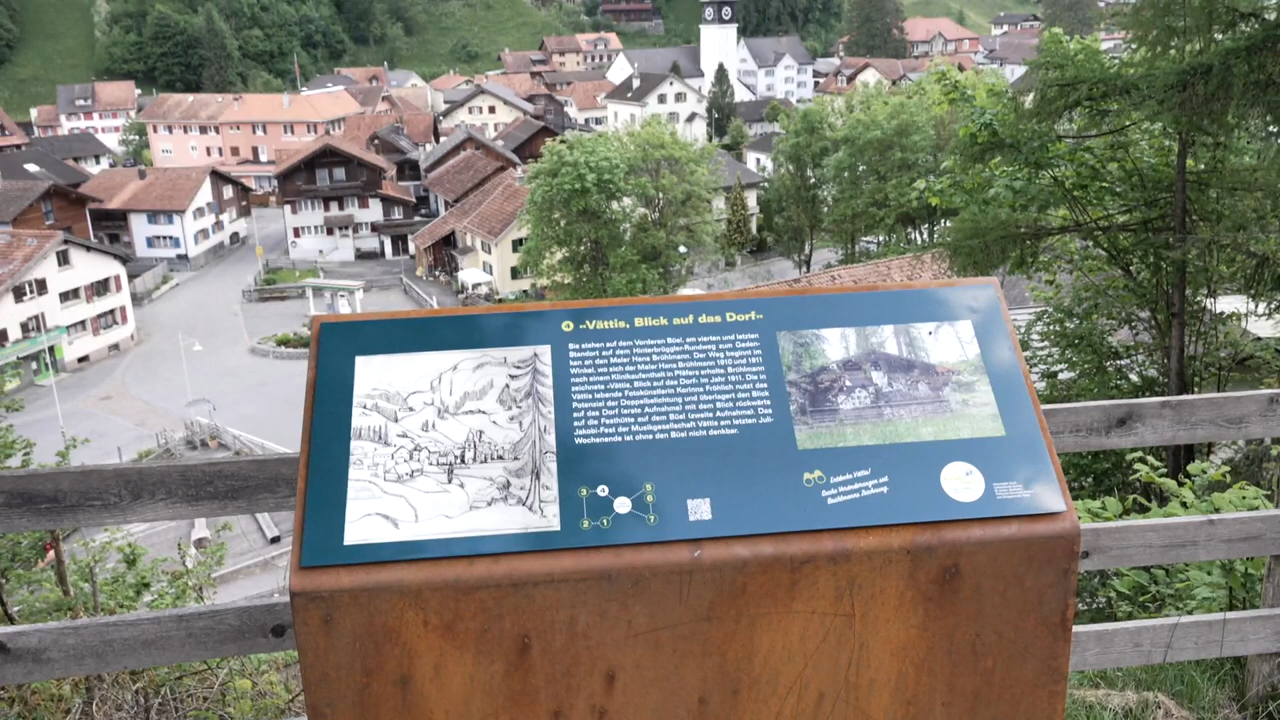 4 «Vättis, Blick auf das Dorf»
Sie stehen auf dem Vorderen Büel, am vierten und letzten
Standort auf dem Hinterbrüggler-Rundweg zum Geden-
ken an den Maler Hans Brühlmann. Der Weg beginnt im
Winkel, wo sich der Maler Hans Brühlmann 1910 und 1911
nach einem Klinikaufenthalt in Pfäfers erholte. Brühlmann
zeichnete «Vättis, Blick auf das Dorf» im Jahr 1911. Die in
Vättis lebende Fotokünstlerin Korinna Fröhlich nutzt das
Potenzial der Doppelbelichtung und überlagert den Blick
auf das Dorf (erste Aufnahme) mit dem Blick rückwärts
auf die Festhütte auf dem Büel (zweite Aufnahme). Das
Jakobi-Fest der Musikgesellschaft Vättis am letzten Juli-
Wochenende ist ohne den Büel nicht denkbar.
3 4 5
6
2 1 7
Entdecke Vättis!
Suche Veränderungen seit
Brühlmanns Zeichnung.